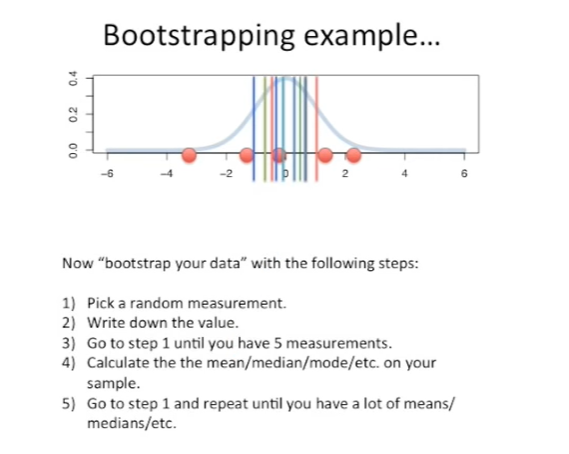 Bootstrapping example...
0.4
0.2
0.0
-6 -4 -2 0 2 4 6
Now “bootstrap your data” with the following steps:
1) Pick a random measurement.
2) Write down the value.
3) Go to step 1 until you have 5 measurements.
4) Calculate the the mean/median/mode/etc. on your
sample.
5) Go to step 1 and repeat until you have a lot of means/
medians/etc.